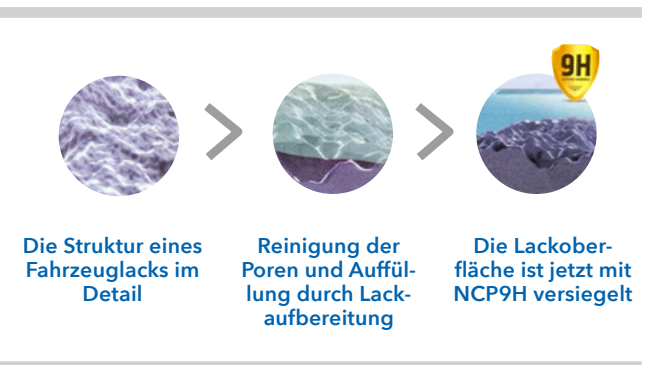 9H
Die Struktur eines
Fahrzeuglacks im
Detail
Reinigung der
Poren und Auffül-
lung durch Lack-
aufbereitung
Die Lackober-
fläche ist jetzt mit
NCP9H versiegelt